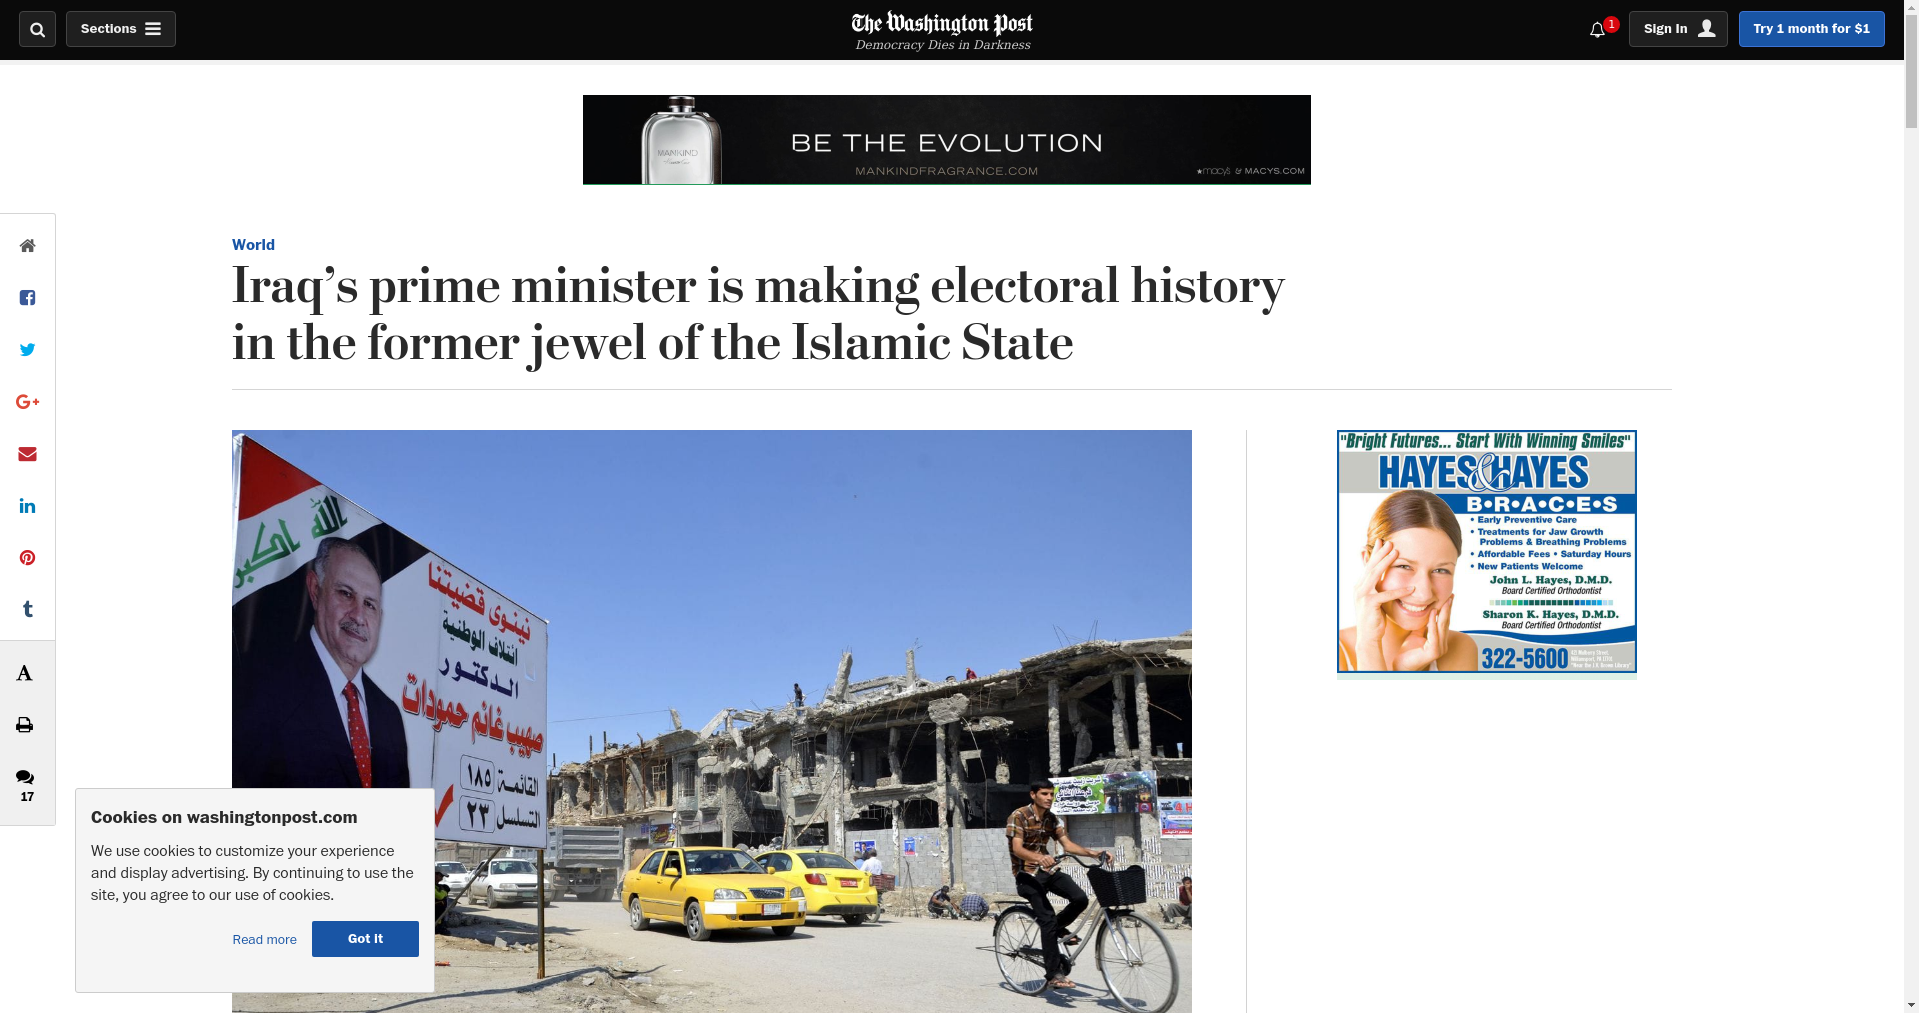 Sections
The Washington Post
Democracy Dies in Darkness
1
Sign In
Try 1 month for $1
MANKIND
BE THE EVOLUTION
MANKINDFRAGRANCE.COM
macy's & MACYS.COM
World
Iraq’s prime minister is making electoral history
in the former jewel of the Islamic State
الله اكبر
نينوى قضيتنا
ائتلاف الوطنية
الدكتور
صهيب غانم حمودات
القائمة ١٨٥
التسلسل ٢٣
TAXI
"Bright Futures... Start With Winning Smiles"
HAYES & HAYES
B•R•A•C•E•S
• Early Preventive Care
• Treatments for Jaw Growth
Problems & Breathing Problems
• Affordable Fees • Saturday Hours
• New Patients Welcome
John L. Hayes, D.M.D.
Board Certified Orthodontist
Sharon K. Hayes, D.M.D.
Board Certified Orthodontist
322-5600
G+
in
t
A
17
Cookies on washingtonpost.com
We use cookies to customize your experience
and display advertising. By continuing to use the
site, you agree to our use of cookies.
Read more
Got it